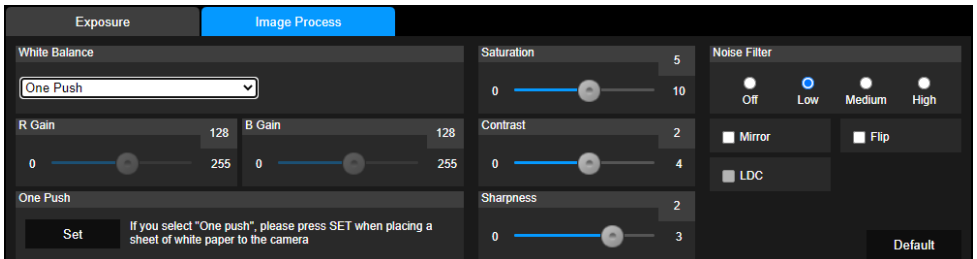 Exposure
Image Process
White Balance
One Push
R Gain
128
0
255
B Gain
128
0
255
One Push
Set
If you select "One push", please press SET when placing a
sheet of white paper to the camera
Saturation
5
0
10
Contrast
2
0
4
Sharpness
2
0
3
Noise Filter
Off
Low
Medium
High
Mirror
Flip
LDC
Default